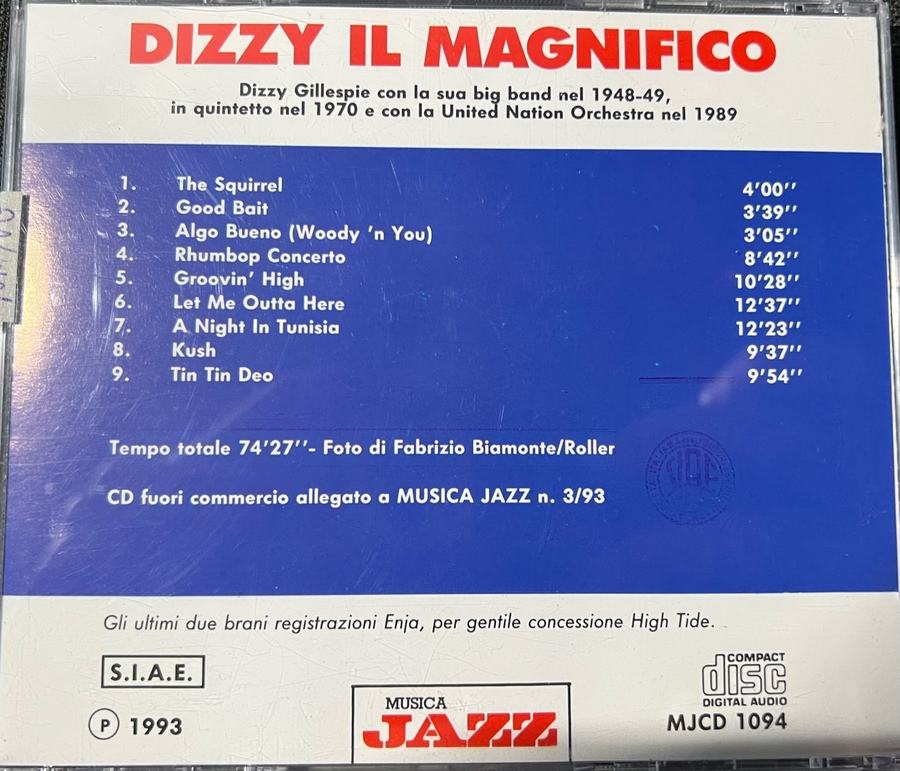 DIZZY IL MAGNIFICO
Dizzy Gillespie con la sua big band nel 1948-49,
in quintetto nel 1970 e con la United Nation Orchestra nel 1989
1. The Squirrel 4'00''
2. Good Bait 3'39''
3. Algo Bueno (Woody 'n You) 3'05''
4. Rhumbop Concerto 8'42''
5. Groovin' High 10'28''
6. Let Me Outta Here 12'37''
7. A Night In Tunisia 12'23''
8. Kush 9'37''
9. Tin Tin Deo 9'54''
Tempo totale 74'27''- Foto di Fabrizio Biamonte/Roller
CD fuori commercio allegato a MUSICA JAZZ n. 3/93
SIAE
Gli ultimi due brani registrazioni Enja, per gentile concessione High Tide.
S.I.A.E.
℗ 1993
MUSICA
JAZZ
COMPACT
disc
DIGITAL AUDIO
MJCD 1094